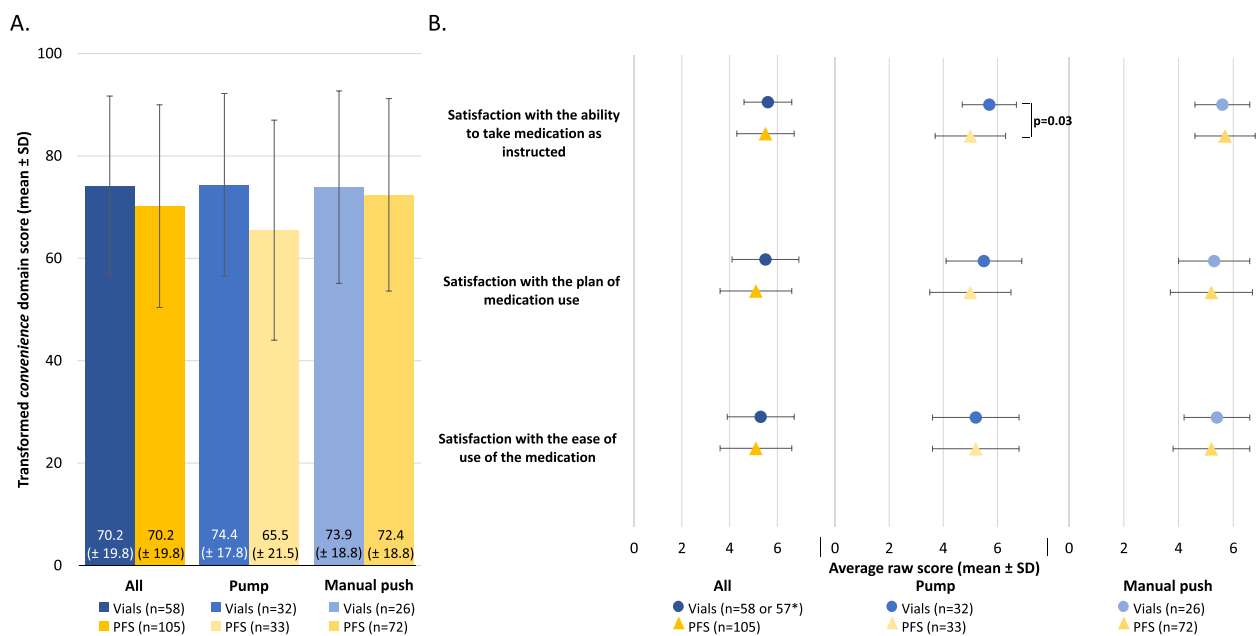 A.
B.
Transformed convenience domain score (mean ± SD)
100
80
60
40
20
0
70.2
(± 19.8)
70.2
(± 19.8)
74.4
(± 17.8)
65.5
(± 21.5)
73.9
(± 18.8)
72.4
(± 18.8)
All
Pump
Manual push
Vials (n=58)
PFS (n=105)
Vials (n=32)
PFS (n=33)
Vials (n=26)
PFS (n=72)
Satisfaction with the ability
to take medication as
instructed
Satisfaction with the plan of
medication use
Satisfaction with the ease of
use of the medication
p=0.03
0 2 4 6
0 2 4 6
0 2 4 6
Average raw score (mean ± SD)
All
Pump
Manual push
Vials (n=58 or 57*)
PFS (n=105)
Vials (n=32)
PFS (n=33)
Vials (n=26)
PFS (n=72)